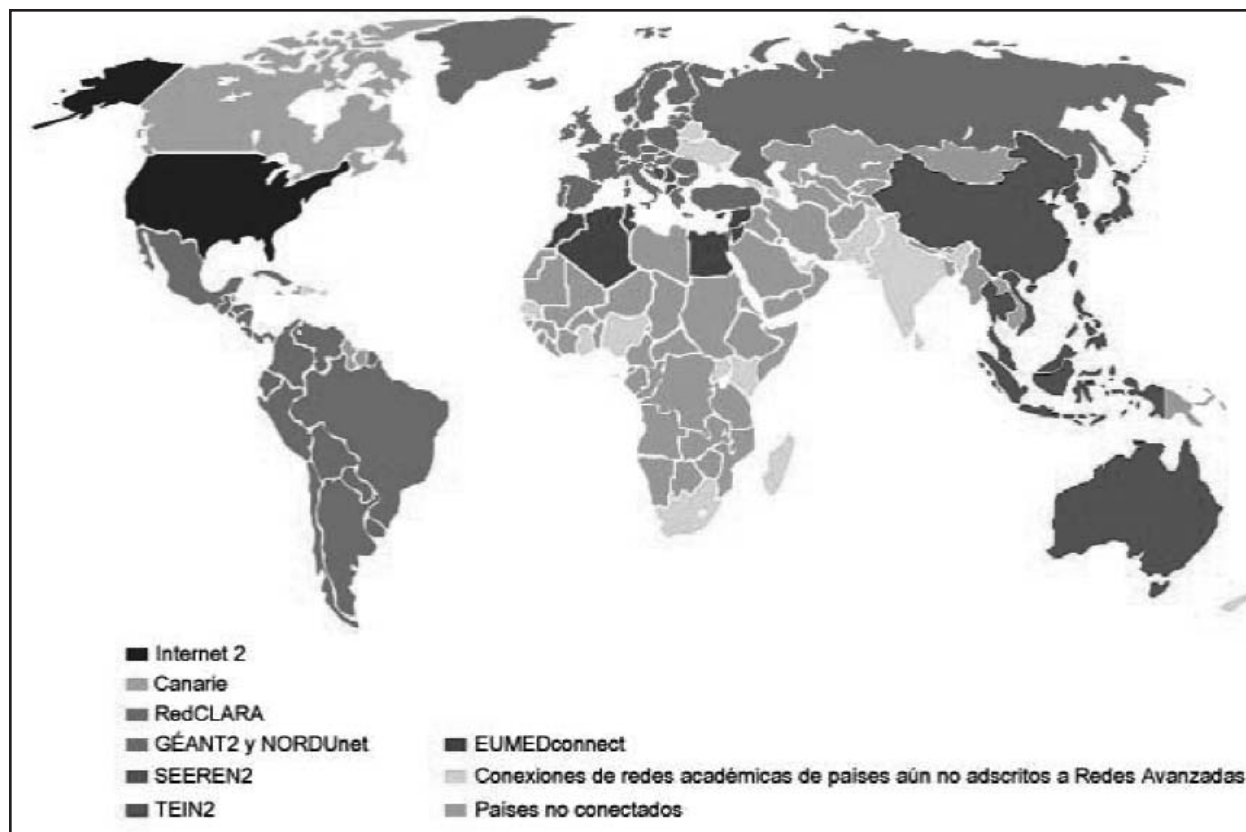 Internet 2
Canarie
RedCLARA
GÉANT2 y NORDUnet
SEEREN2
TEIN2
EUMEDconnect
Conexiones de redes académicas de países aún no adscritos a Redes Avanzadas
Países no conectados